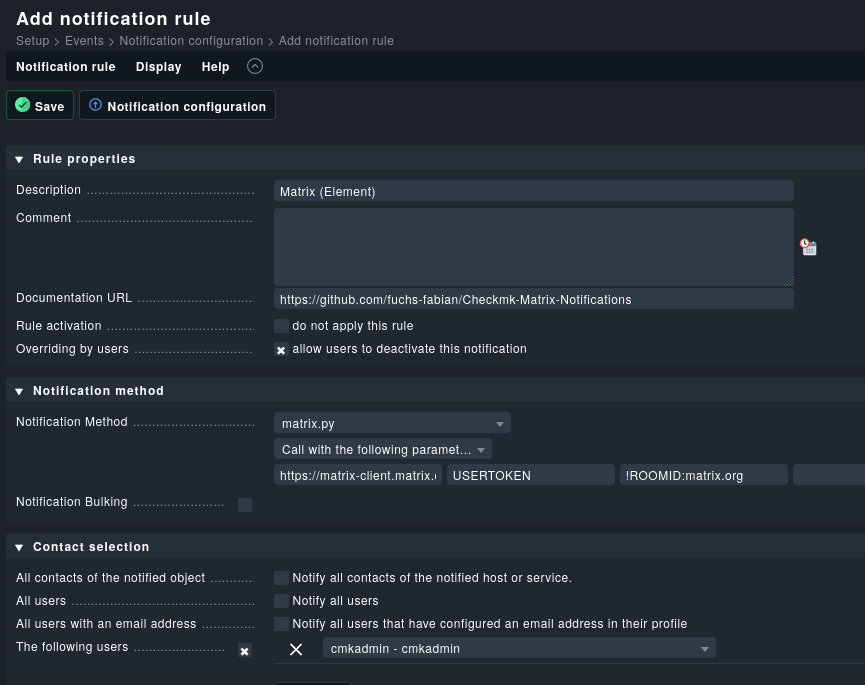 Add notification rule
Setup > Events > Notification configuration > Add notification rule
Notification rule Display Help
Save Notification configuration
Rule properties
Description Matrix (Element)
Comment
Documentation URL https://github.com/fuchs-fabian/Checkmk-Matrix-Notifications
Rule activation do not apply this rule
Overriding by users allow users to deactivate this notification
Notification method
Notification Method matrix.py
Call with the following paramet...
https://matrix-client.matrix. USERTOKEN !ROOMID:matrix.org
Notification Bulking
Contact selection
All contacts of the notified object Notify all contacts of the notified host or service.
All users Notify all users
All users with an email address Notify all users that have configured an email address in their profile
The following users cmkadmin - cmkadmin